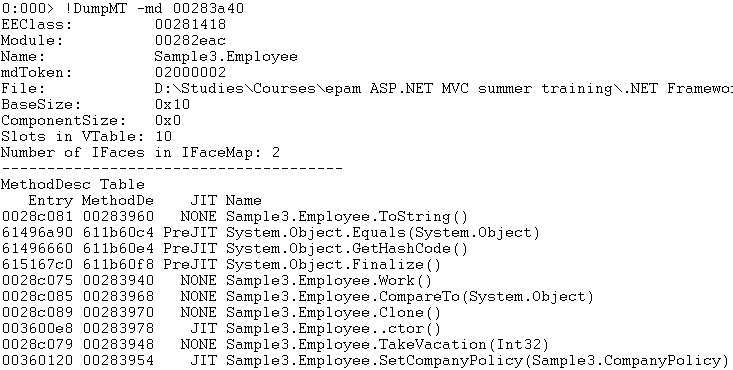 0:000> !DumpMT -md 00283a40
EEClass: 00281418
Module: 00282eac
Name: Sample3.Employee
mdToken: 02000002
File: D:\Studies\Courses\epam ASP.NET MVC summer training\.NET Framewor
BaseSize: 0x10
ComponentSize: 0x0
Slots in VTable: 10
Number of IFaces in IFaceMap: 2
--------------------------------------
MethodDesc Table
Entry MethodDe JIT Name
0028c081 00283960 NONE Sample3.Employee.ToString()
61496a90 611b60c4 PreJIT System.Object.Equals(System.Object)
61496660 611b60e4 PreJIT System.Object.GetHashCode()
615167c0 611b60f8 PreJIT System.Object.Finalize()
0028c075 00283940 NONE Sample3.Employee.Work()
0028c085 00283968 NONE Sample3.Employee.CompareTo(System.Object)
0028c089 00283970 NONE Sample3.Employee.Clone()
003600e8 00283978 JIT Sample3.Employee..ctor()
0028c079 00283948 NONE Sample3.Employee.TakeVacation(Int32)
00360120 00283954 JIT Sample3.Employee.SetCompanyPolicy(Sample3.CompanyPolicy)